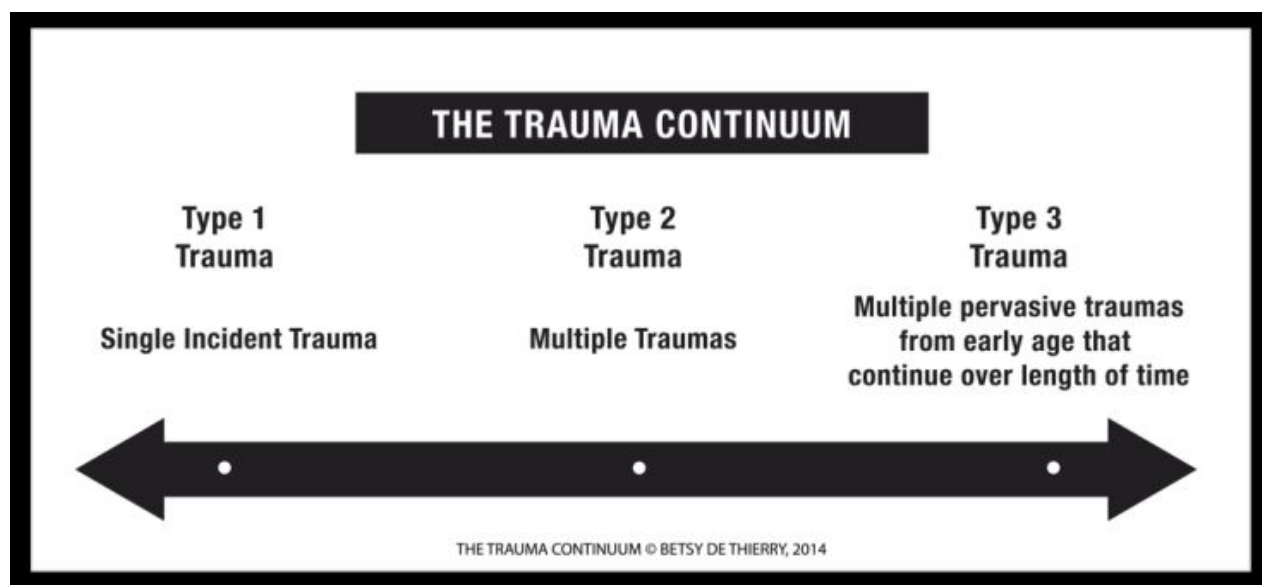 THE TRAUMA CONTINUUM
Type 1
Trauma
Single Incident Trauma
Type 2
Trauma
Multiple Traumas
Type 3
Trauma
Multiple pervasive traumas
from early age that
continue over length of time
THE TRAUMA CONTINUUM © BETSY DE THIERRY, 2014